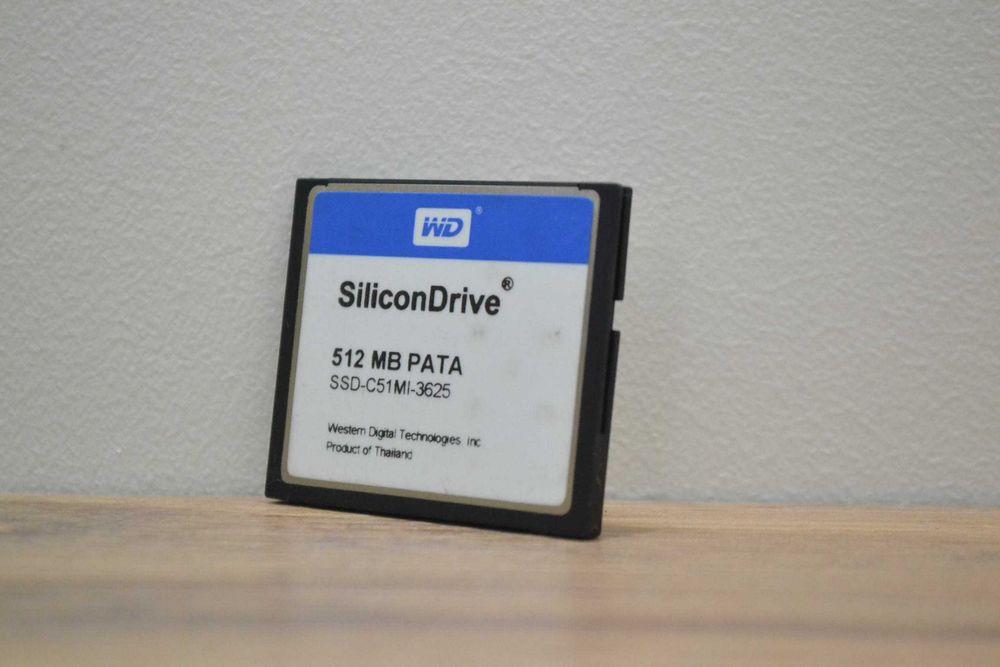 WD®
SiliconDrive®
512 MB PATA
SSD-C51MI-3625
Western Digital Technologies, Inc
Product of Thailand